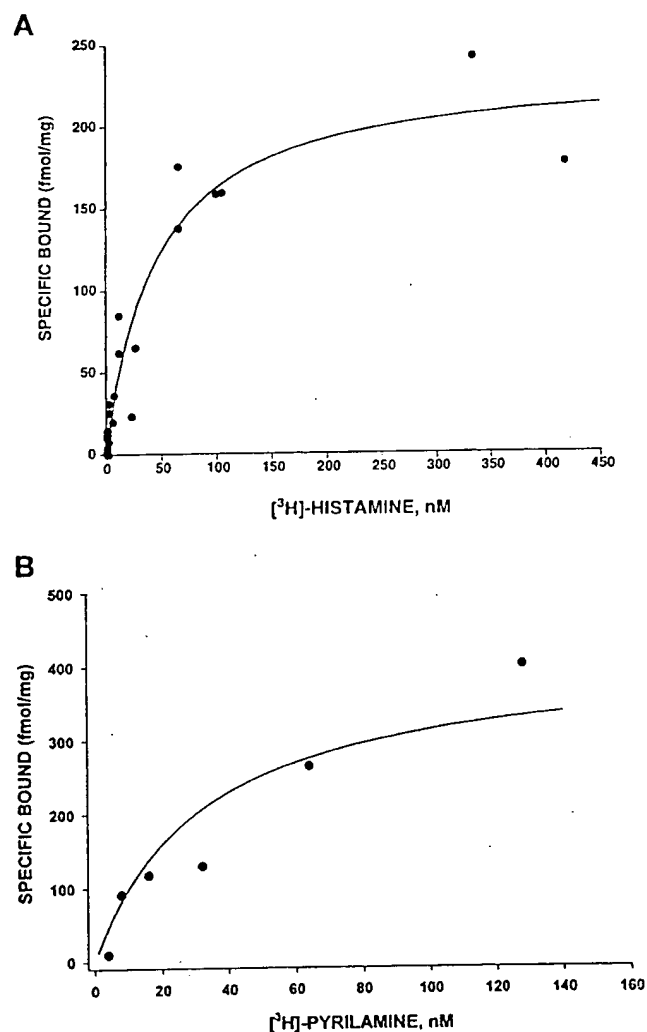 A
SPECIFIC BOUND (fmol/mg)
250
200
150
100
50
0
0 50 100 150 200 250 300 350 400 450
[³H]-HISTAMINE, nM
B
SPECIFIC BOUND (fmol/mg)
500
400
300
200
100
0
0 20 40 60 80 100 120 140 160
[³H]-PYRILAMINE, nM